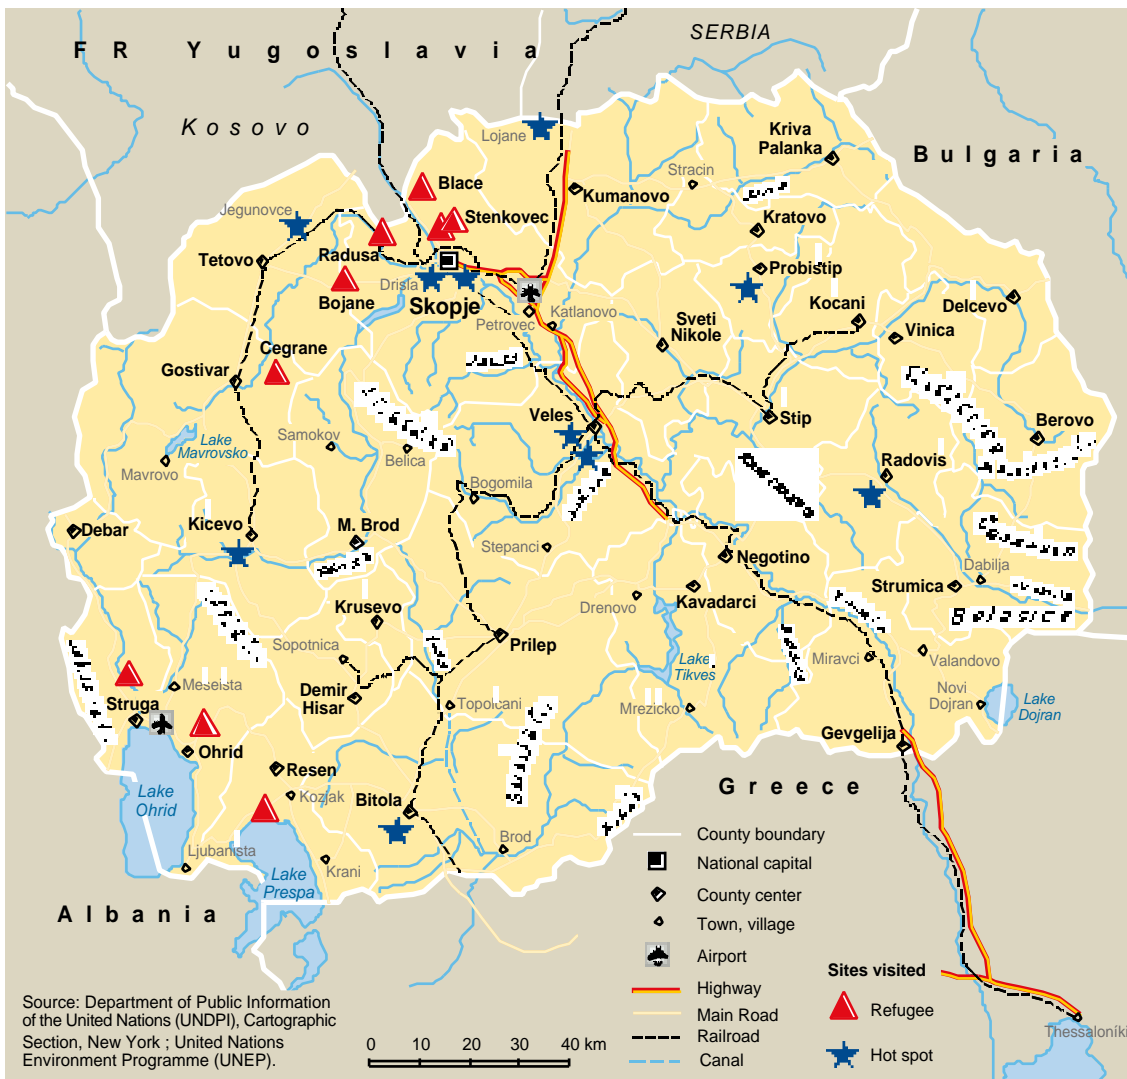 SERBIA
F R Yugoslavia
Kosovo
Lojane
Kriva
Palanka
Bulgaria
Blace
Stracin
Kumanovo
Jegunovce
Stenkovec
Kratovo
Tetovo
Radusa
Probistip
Drisla
Bojane
Skopje
Kocani
Delcevo
Petrovec
Katlanovo
Sveti
Nikole
Vinica
Cegrane
Gostivar
Veles
Stip
Berovo
Lake
Mavrovsko
Samokov
Belica
Mavrovo
Radovis
Bogomila
Debar
Kicevo
M. Brod
Stepanci
Negotino
Dabilja
Strumica
Drenovo
Kavadarci
Belasica
Krusevo
Sopotnica
Prilep
Lake
Tikves
Miravci
Valandovo
Meseista
Demir
Hisar
Struga
Topolcani
Mrezicko
Novi
Dojran
Lake
Dojran
Gevgelija
Ohrid
Resen
Kozjak
Bitola
Lake
Ohrid
Greece
Brod
Ljubanista
Krani
Lake
Prespa
Albania
County boundary
National capital
County center
Town, village
Airport
Highway
Main Road
Railroad
Canal
Sites visited
Refugee
Hot spot
Thessaloníki
Source: Department of Public Information
of the United Nations (UNDPI), Cartographic
Section, New York ; United Nations
Environment Programme (UNEP).
0 10 20 30 40 km